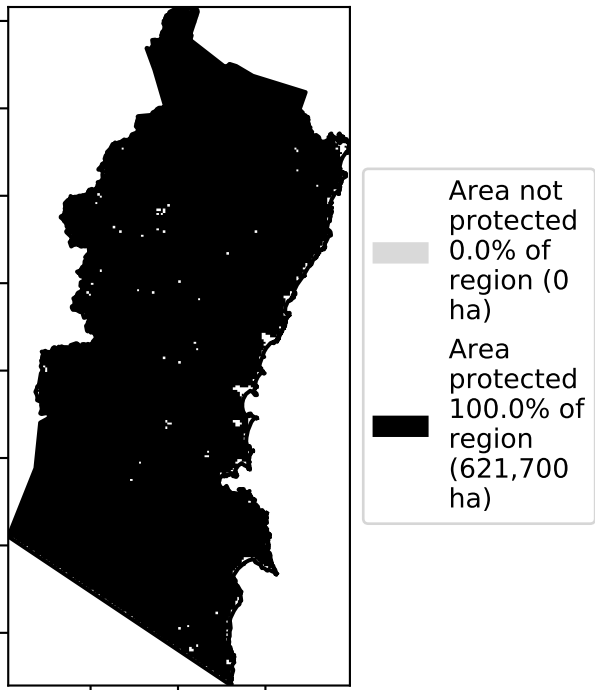 Area not
protected
0.0% of
region (0
ha)
Area
protected
100.0% of
region
(621,700
ha)